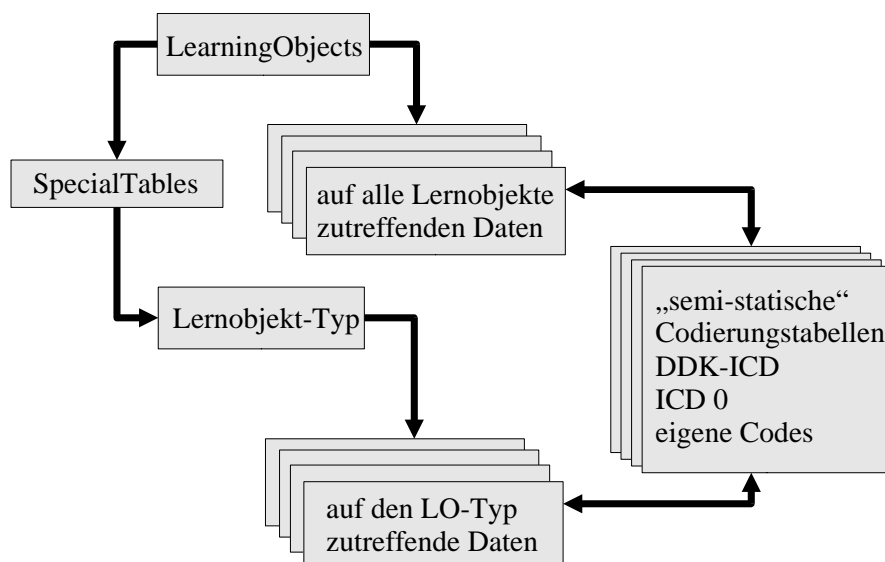 LearningObjects
SpecialTables
auf alle Lernobjekte
zutreffenden Daten
Lernobjekt-Typ
„semi-statische“
Codierungstabellen
DDK-ICD
ICD 0
eigene Codes
auf den LO-Typ
zutreffende Daten